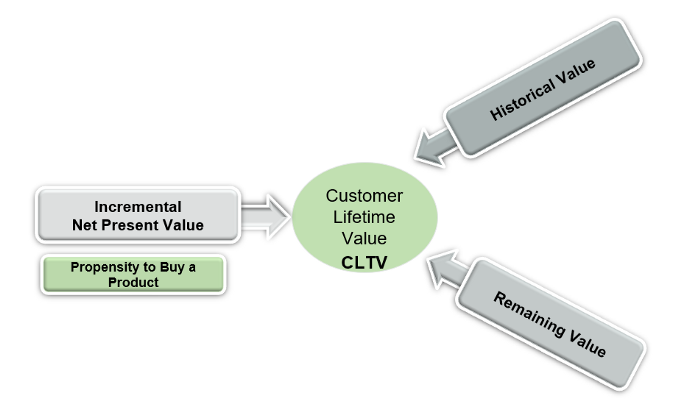 Historical Value
Incremental
Net Present Value
Customer
Lifetime
Value
CLTV
Propensity to Buy a
Product
Remaining Value